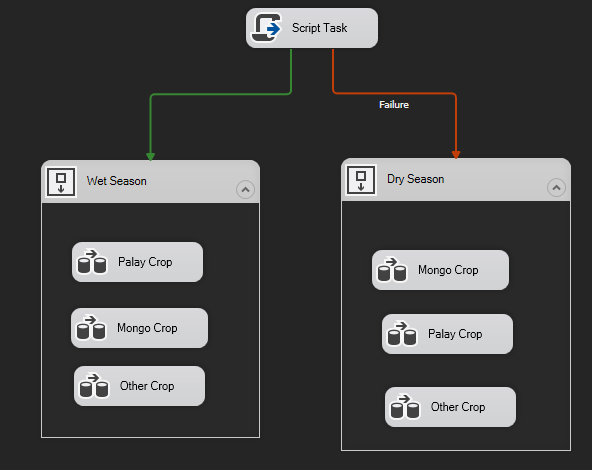 Script Task
Failure
Wet Season
Palay Crop
Mongo Crop
Other Crop
Dry Season
Mongo Crop
Palay Crop
Other Crop